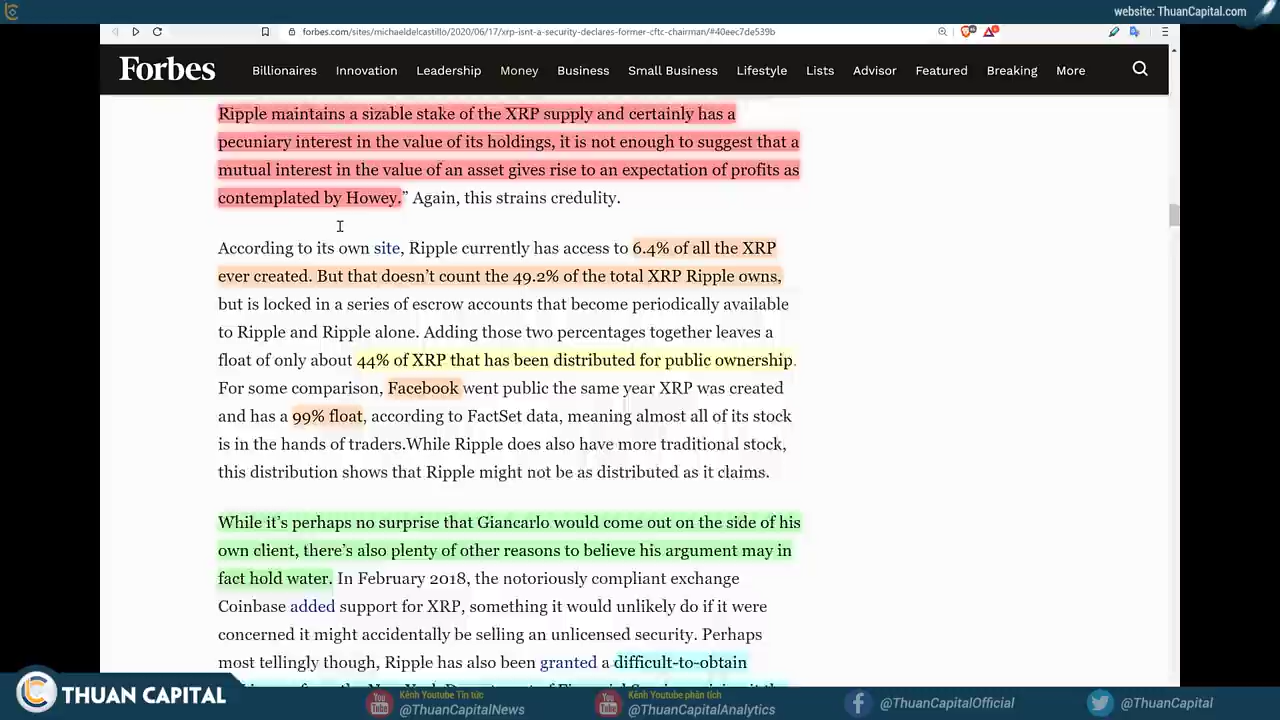 website: ThuanCapital.com
forbes.com/sites/michaeldelcastillo/2020/06/17/xrp-isnt-a-security-declares-former-cftc-chairman/#40eec7de539b
Forbes
Billionaires Innovation Leadership Money Business Small Business Lifestyle Lists Advisor Featured Breaking More
Ripple maintains a sizable stake of the XRP supply and certainly has a
pecuniary interest in the value of its holdings, it is not enough to suggest that a
mutual interest in the value of an asset gives rise to an expectation of profits as
contemplated by Howey.” Again, this strains credulity.
According to its own site, Ripple currently has access to 6.4% of all the XRP
ever created. But that doesn’t count the 49.2% of the total XRP Ripple owns,
but is locked in a series of escrow accounts that become periodically available
to Ripple and Ripple alone. Adding those two percentages together leaves a
float of only about 44% of XRP that has been distributed for public ownership.
For some comparison, Facebook went public the same year XRP was created
and has a 99% float, according to FactSet data, meaning almost all of its stock
is in the hands of traders.While Ripple does also have more traditional stock,
this distribution shows that Ripple might not be as distributed as it claims.
While it’s perhaps no surprise that Giancarlo would come out on the side of his
own client, there’s also plenty of other reasons to believe his argument may in
fact hold water. In February 2018, the notoriously compliant exchange
Coinbase added support for XRP, something it would unlikely do if it were
concerned it might accidentally be selling an unlicensed security. Perhaps
most tellingly though, Ripple has also been granted a difficult-to-obtain
THUAN CAPITAL
Kênh Youtube Tin tức
@ThuanCapitalNews
Kênh Youtube phân tích
@ThuanCapitalAnalytics
@ThuanCapitalOfficial
@ThuanCapital